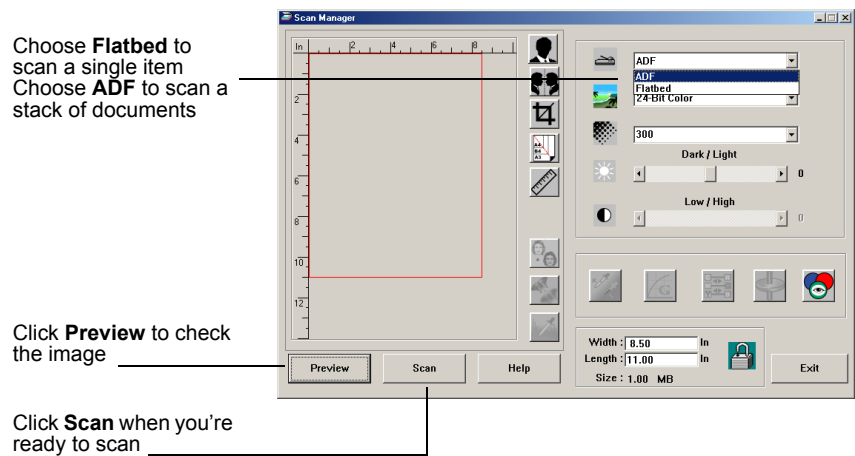 Scan Manager
Choose Flatbed to
scan a single item
Choose ADF to scan a
stack of documents
In 2 4 6 8
2
4
6
8
10
12
A4
B4
A3
ADF
ADF
Flatbed
24-Bit Color
300
Dark / Light
0
Low / High
0
G
Width : 8.50 In
Length : 11.00 In
Size : 1.00 MB
Click Preview to check
the image
Preview Scan Help Exit
Click Scan when you're
ready to scan